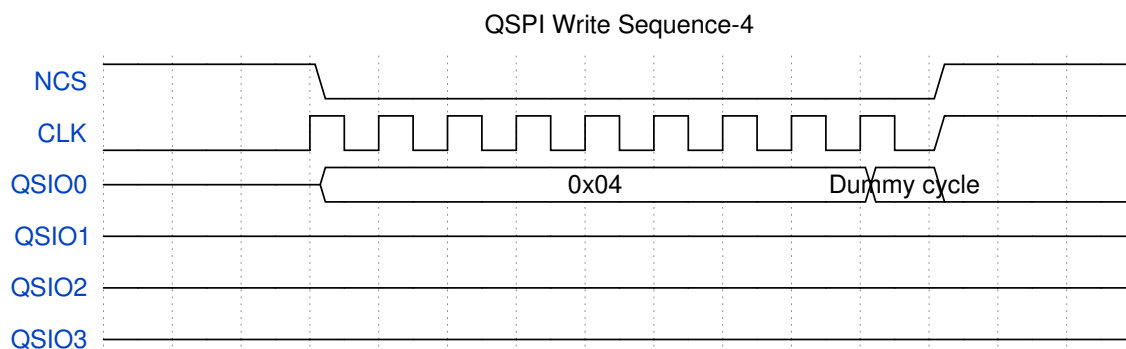 QSPI Write Sequence-4
NCS
CLK
QSIO0 0x04 Dummy cycle
QSIO1
QSIO2
QSIO3